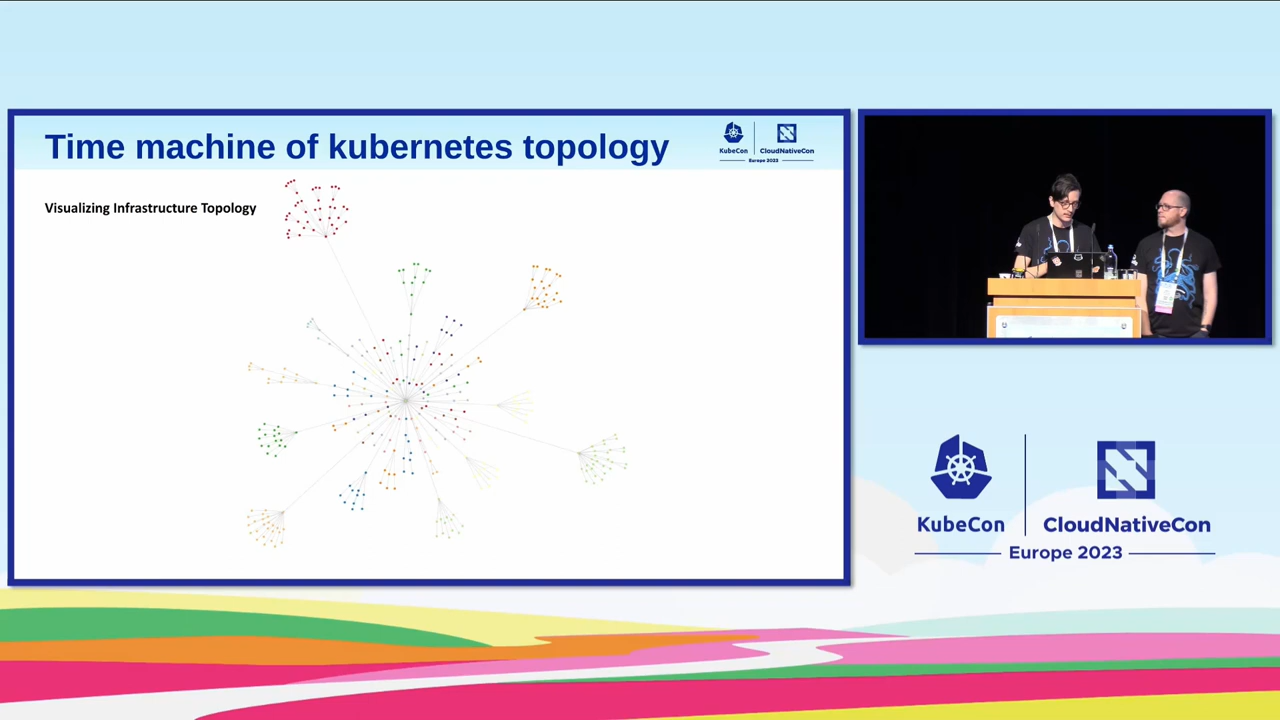 Time machine of kubernetes topology
KubeCon
CloudNativeCon
Europe 2023
Visualizing Infrastructure Topology
KubeCon
CloudNativeCon
Europe 2023